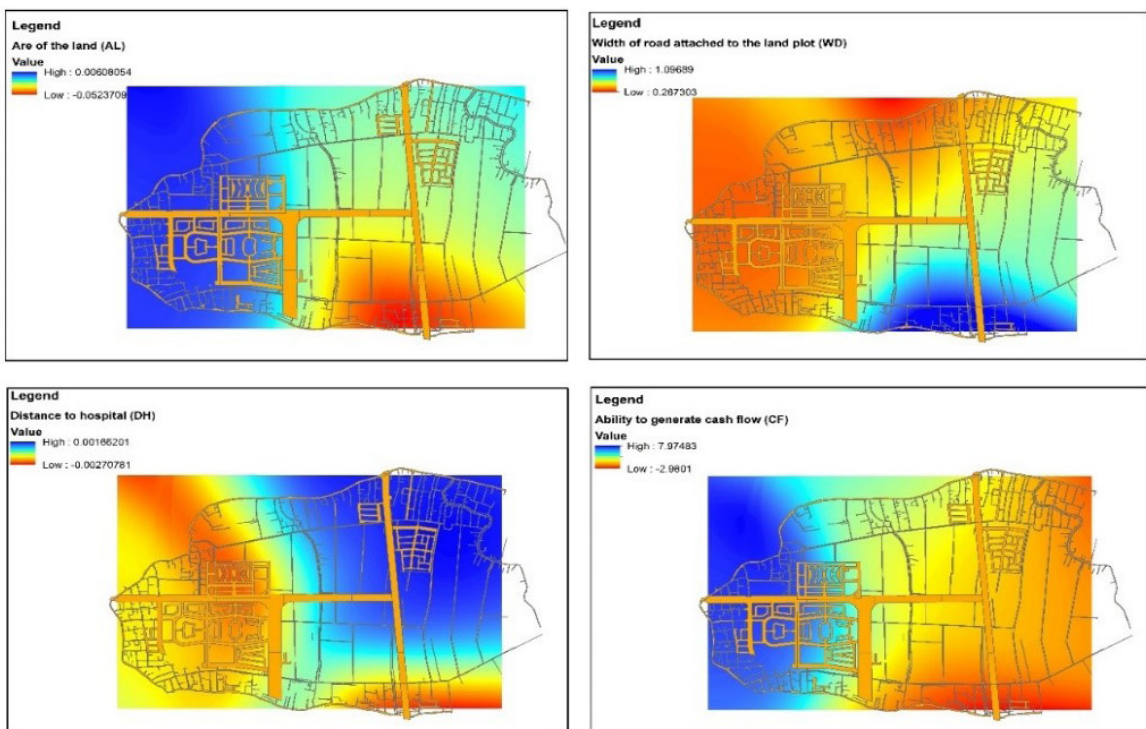 Legend
Are of the land (AL)
Value
High : 0.00608054
Low : -0.0523709
Legend
Width of road attached to the land plot (WD)
Value
High : 1.09689
Low : 0.267303
Legend
Distance to hospital (DH)
Value
High : 0.00166201
Low : -0.00270781
Legend
Ability to generate cash flow (CF)
Value
High : 7.97483
Low : -2.9801